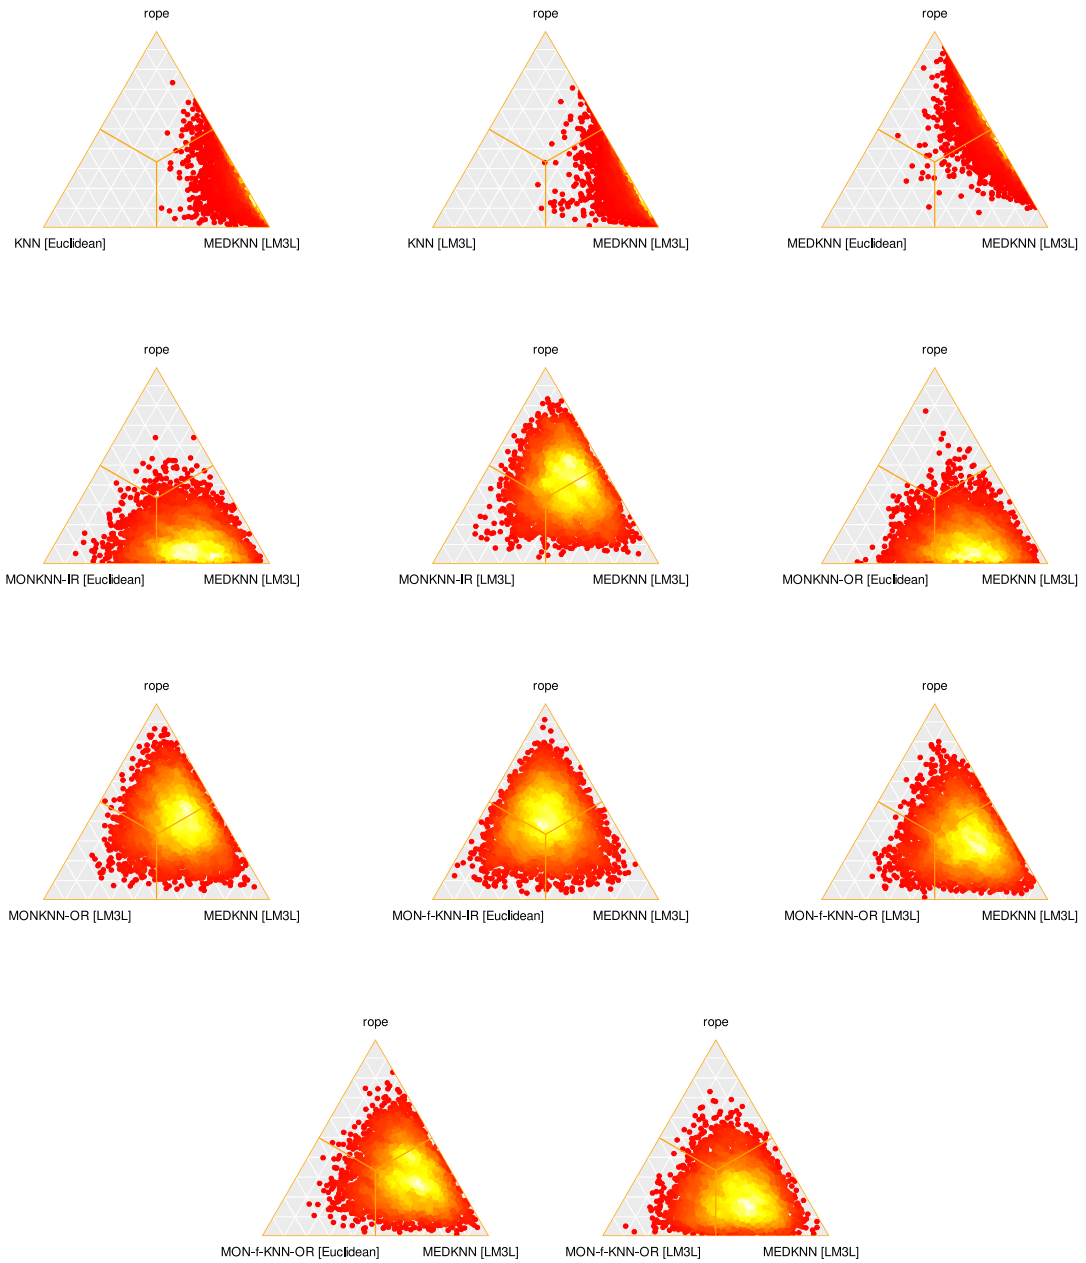 rope rope rope
KNN [Euclidean] MEDKNN [LM3L] KNN [LM3L] MEDKNN [LM3L] MEDKNN [Euclidean] MEDKNN [LM3L]
rope rope rope
MONKNN-IR [Euclidean] MEDKNN [LM3L] MONKNN-IR [LM3L] MEDKNN [LM3L] MONKNN-OR [Euclidean] MEDKNN [LM3L]
rope rope rope
MONKNN-OR [LM3L] MEDKNN [LM3L] MON-f-KNN-IR [Euclidean] MEDKNN [LM3L] MON-f-KNN-OR [LM3L] MEDKNN [LM3L]
rope rope
MON-f-KNN-OR [Euclidean] MEDKNN [LM3L] MON-f-KNN-OR [LM3L] MEDKNN [LM3L]